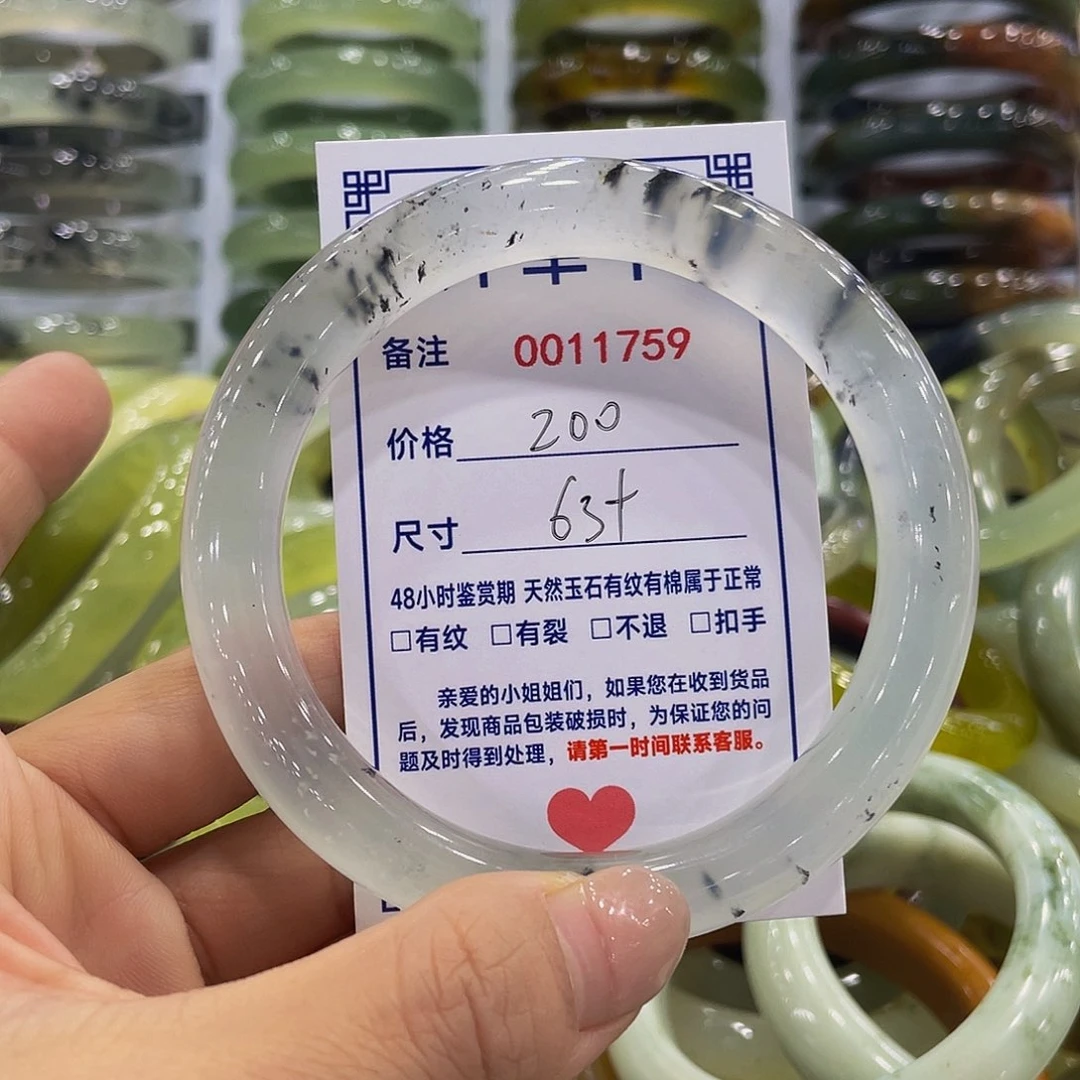 备注 0011759
价格 200
尺寸 63+
48小时鉴赏期 天然玉石有纹有棉属于正常
□有纹 □有裂 □不退 □扣手
亲爱的小姐姐们，如果您在收到货品
后，发现商品包装破损时，为保证您的问
题及时得到处理，请第一时间联系客服。